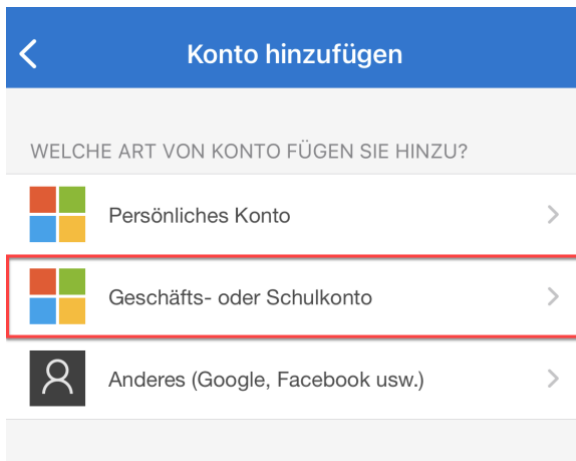 Konto hinzufügen
WELCHE ART VON KONTO FÜGEN SIE HINZU?
Persönliches Konto
Geschäfts- oder Schulkonto
Anderes (Google, Facebook usw.)